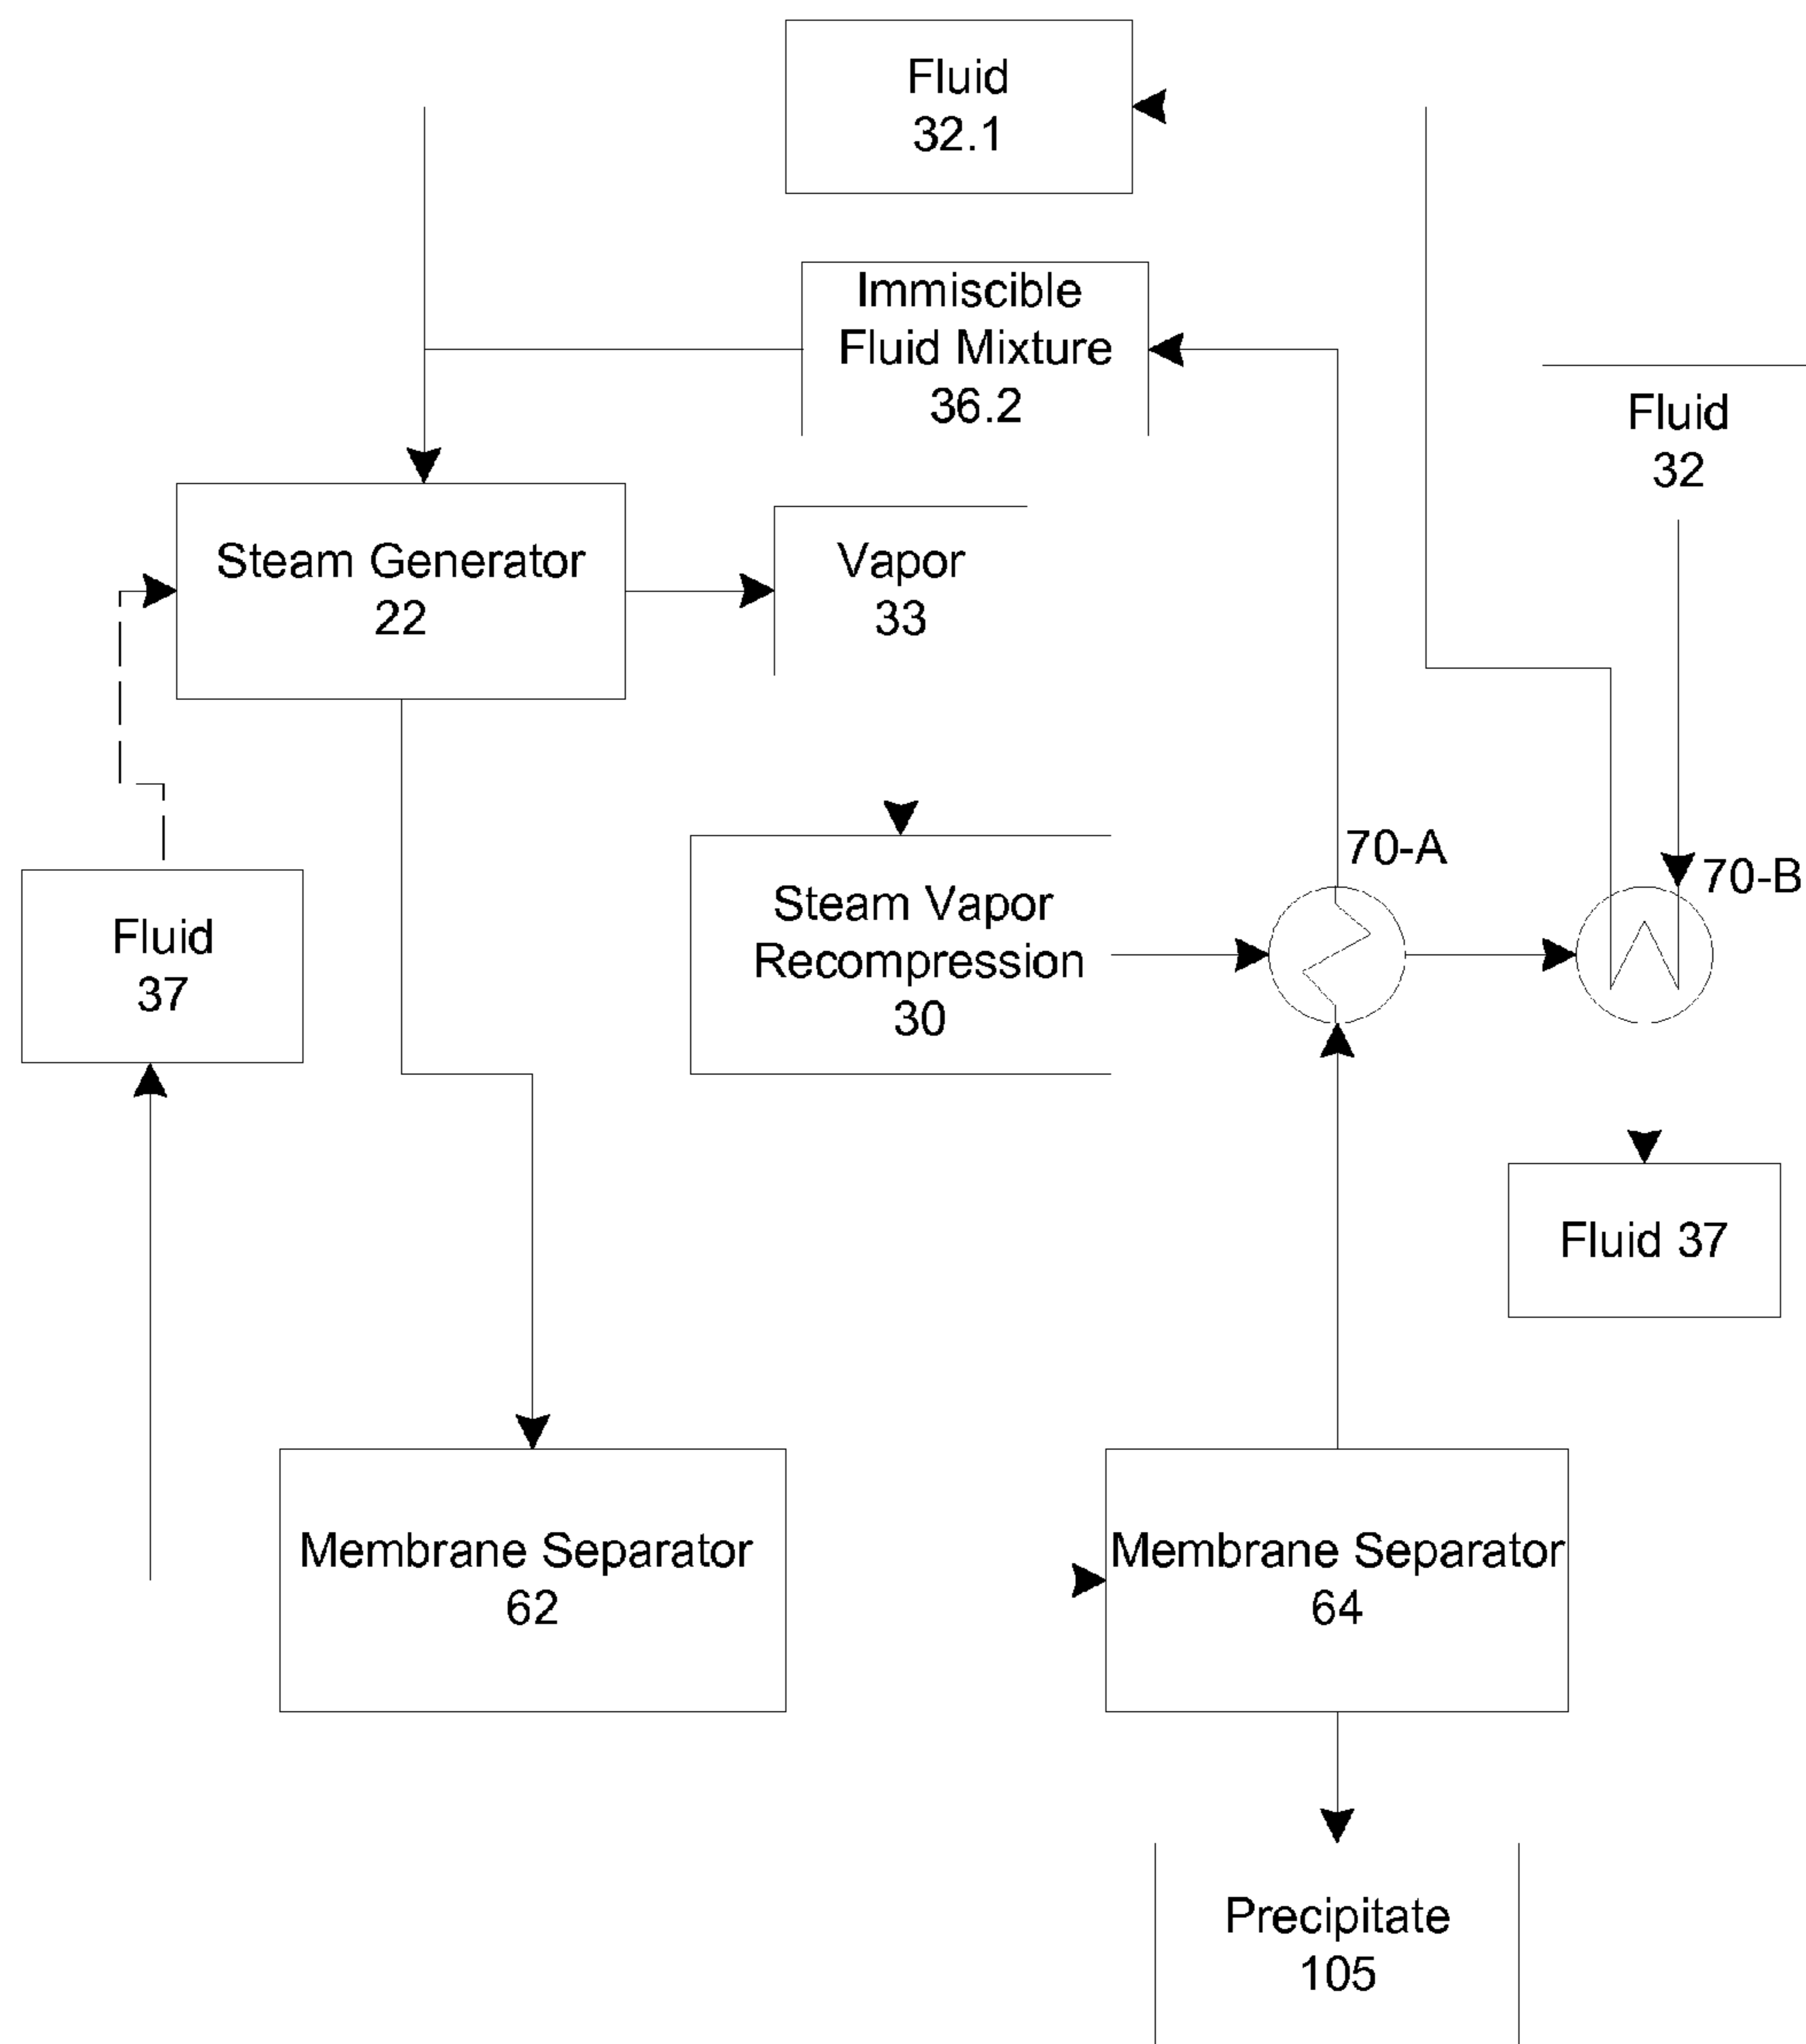 Fluid
32.1
Immiscible
Fluid Mixture
36.2
Fluid
32
Steam Generator
22
Vapor
33
70-A
70-B
Fluid
37
Steam Vapor
Recompression
30
Fluid 37
Membrane Separator
62
Membrane Separator
64
Precipitate
105